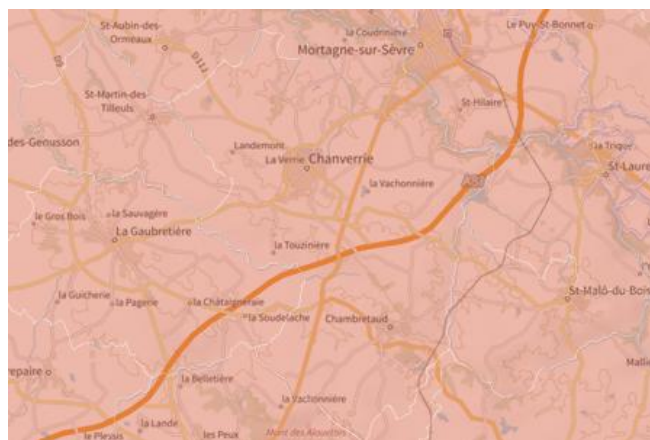 St-Aubin-des-
Ormeaux
la Coudrinière
Le Puy-St-Bonnet
Mortagne-sur-Sèvre
D112
St-Martin-des-
Tilleuls
St-Hilaire
des-Genusson
Landemont
La Verrie
Chanverrie
la Trique
St-Laure
la Vachonnière
A87
le Gros Bois
la Sauvagère
La Gaubretière
la Touzinière
la Guicherie
la Pagerie
la Châtaigneraie
St-Malô-du-Bois
la Soudelache
Chambretaud
Mallie
repaire
la Belletière
la Vachonnière
la Lande
le Plessis
les Peux
Mont des Alouettes